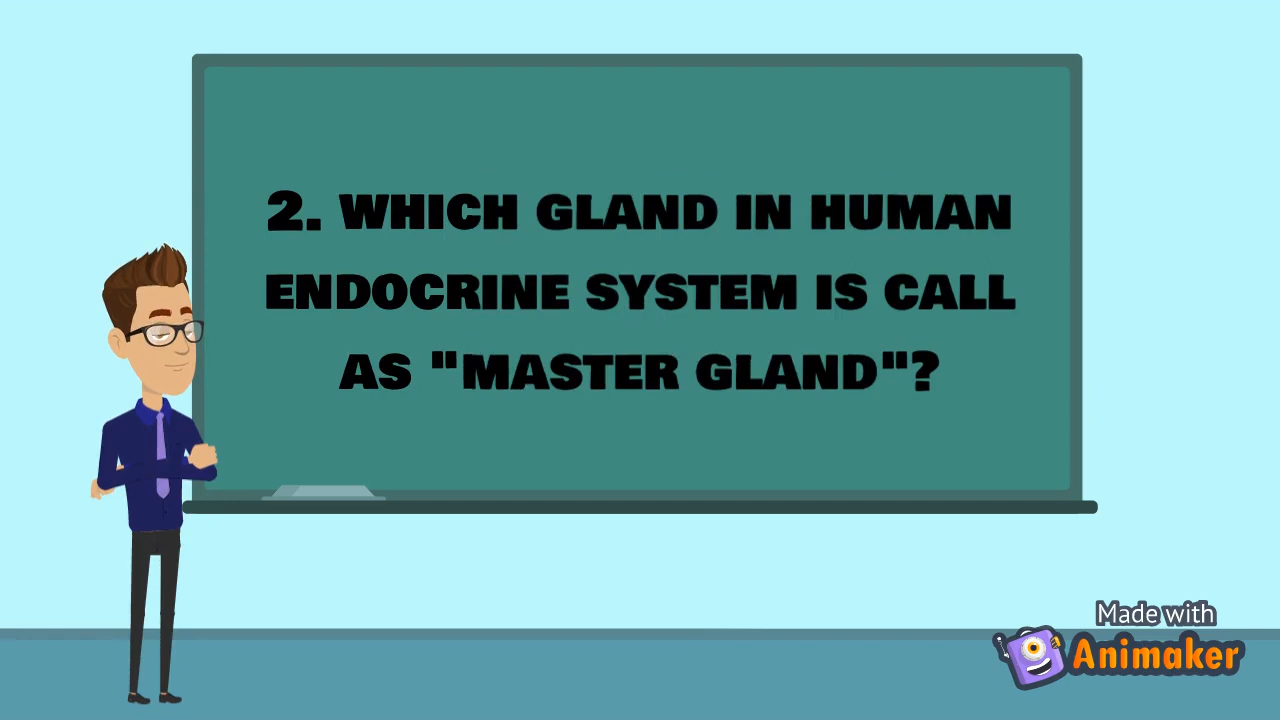 2. WHICH GLAND IN HUMAN
ENDOCRINE SYSTEM IS CALL
AS "MASTER GLAND"?
Made with
Animaker